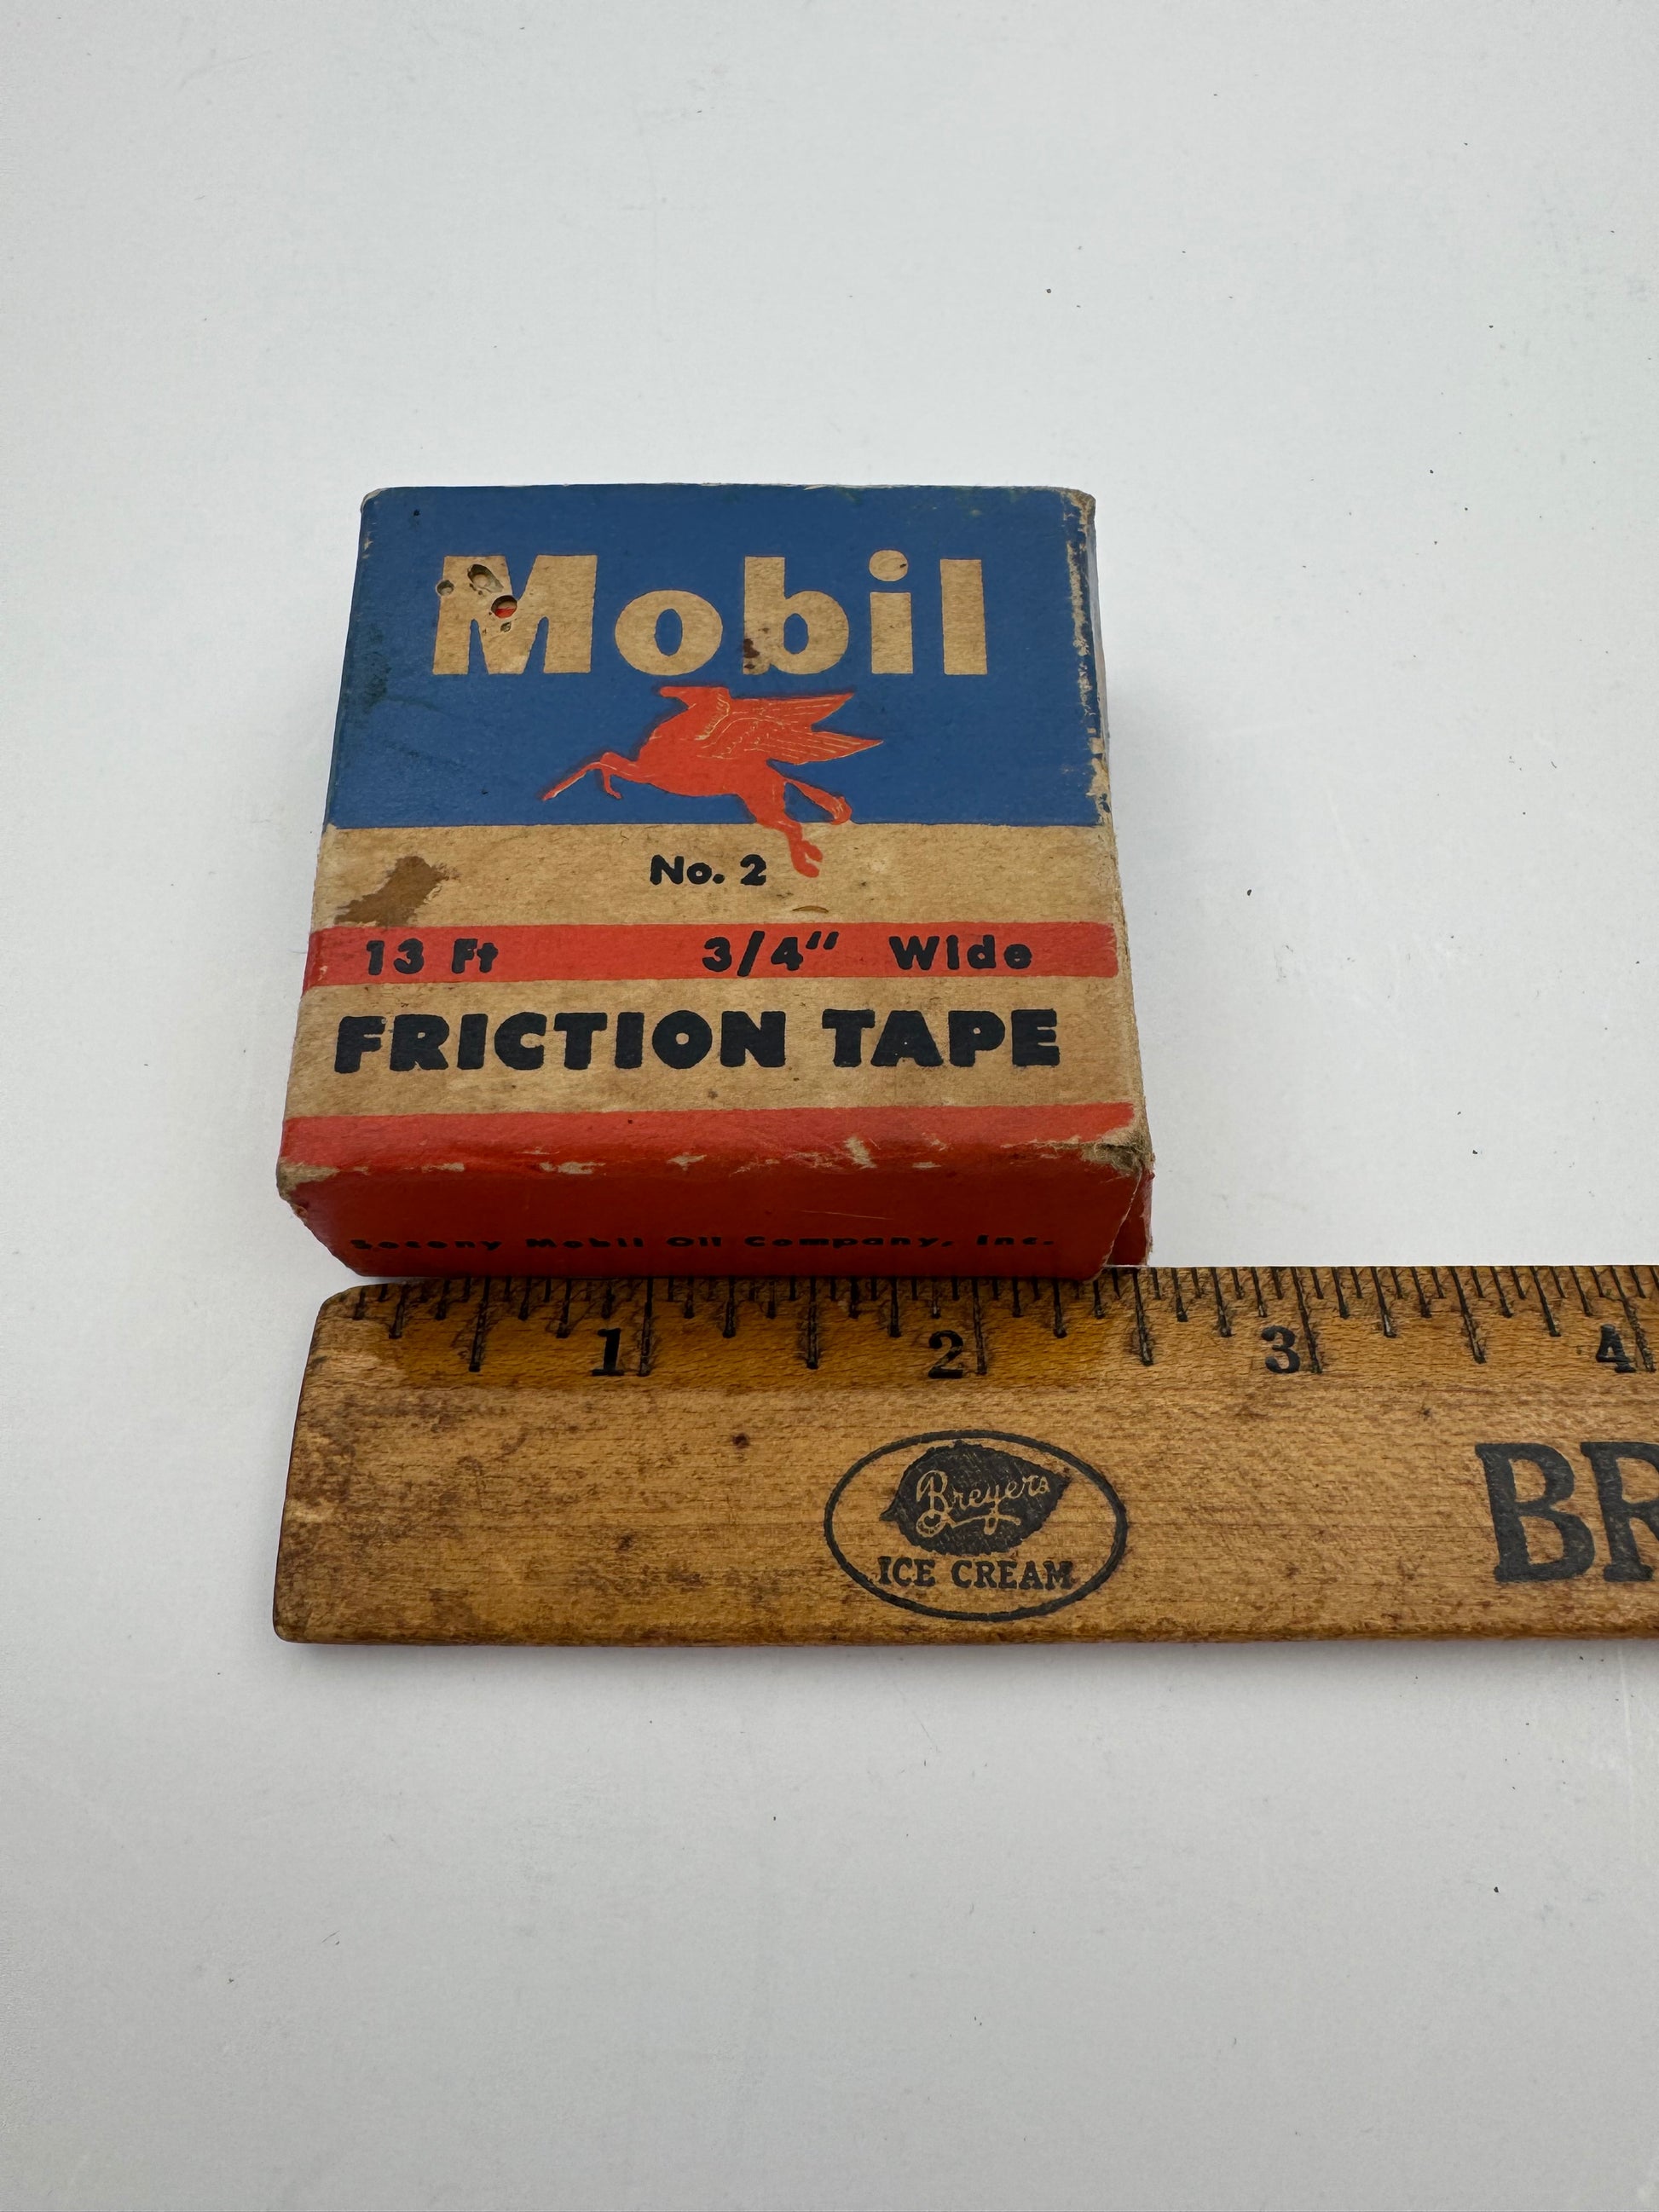 Mobil
No. 2
13 Ft 3/4" Wide
FRICTION TAPE
Socony Mobil Oil Company, Inc.
1 2 3 4
Breyers
ICE CREAM
BR